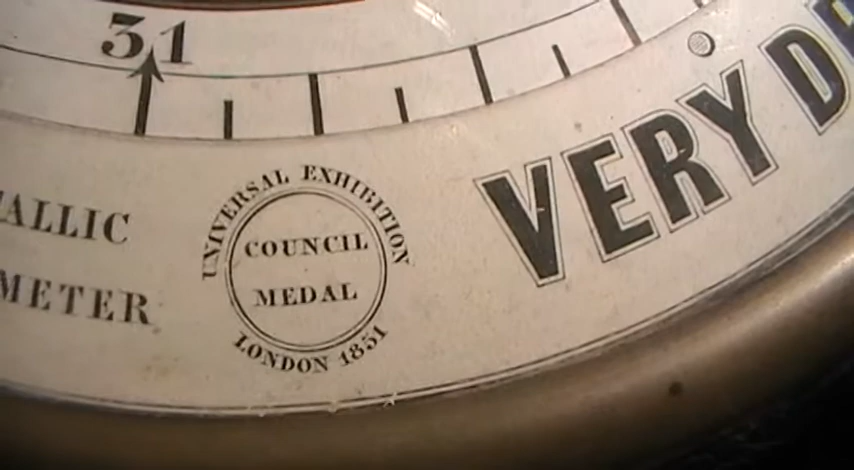 31
ALLIC
METER
UNIVERSAL EXHIBITION
COUNCIL
MEDAL
LONDON 1851
VERY D